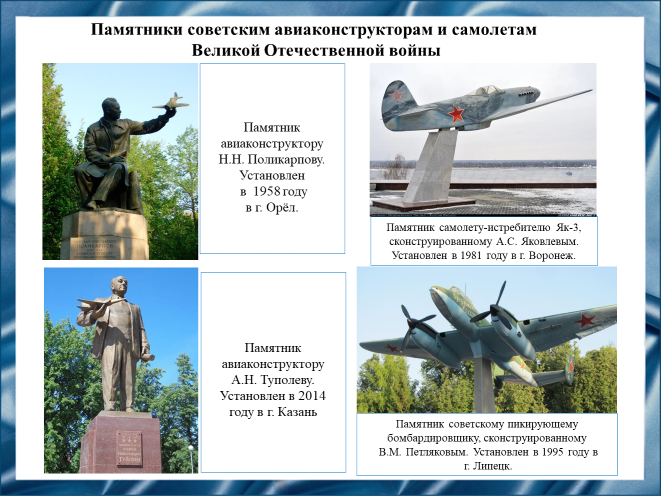 Памятники советским авиаконструкторам и самолетам
Великой Отечественной войны
Памятник
авиаконструктору
Н.Н. Поликарпову.
Установлен
в 1958 году
в г. Орёл.
Памятник самолету-истребителю Як-3,
сконструированному А.С. Яковлевым.
Установлен в 1981 году в г. Воронеж.
Памятник
авиаконструктору
А.Н. Туполеву.
Установлен в 2014
году в г. Казань
Памятник советскому пикирующему
бомбардировщику, сконструированному
В.М. Петляковым. Установлен в 1995 году в
г. Липецк.